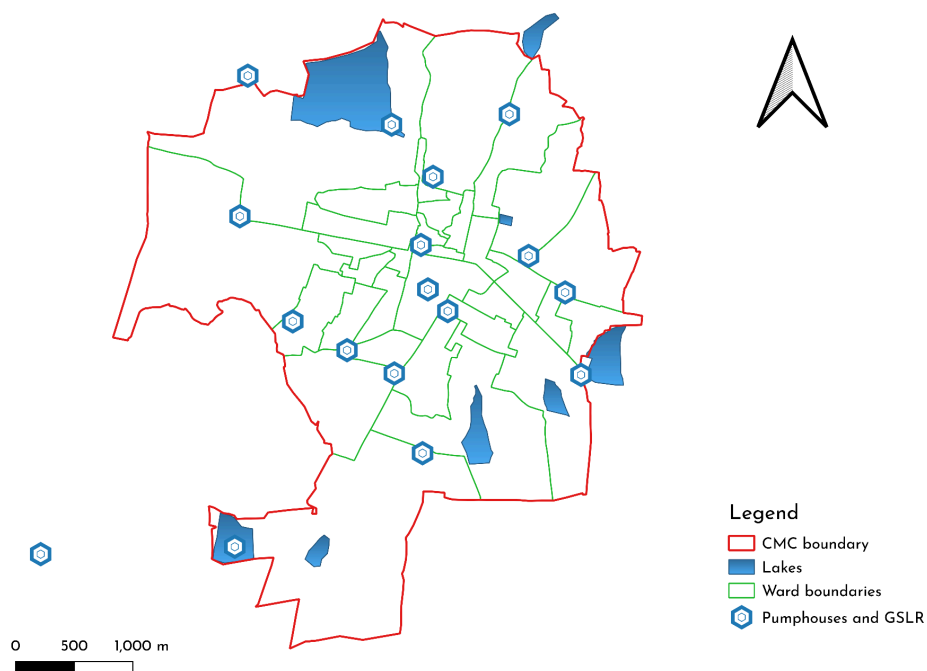 Legend
CMC boundary
Lakes
Ward boundaries
Pumphouses and GSLR
0 500 1,000 m